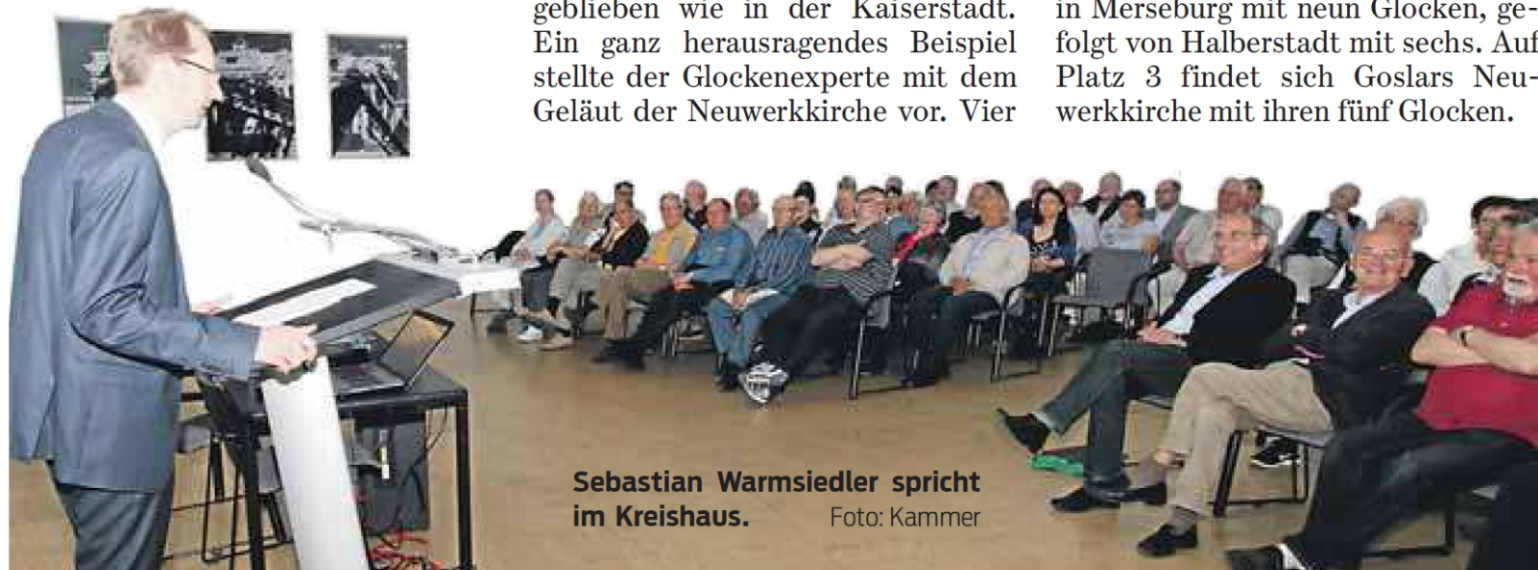 geblieben wie in der Kaiserstadt.
Ein ganz herausragendes Beispiel
stellte der Glockenexperte mit dem
Geläut der Neuwerkkirche vor. Vier
in Merseburg mit neun Glocken, ge-
folgt von Halberstadt mit sechs. Auf
Platz 3 findet sich Goslars Neu-
werkkirche mit ihren fünf Glocken.
Sebastian Warmsiedler spricht
im Kreishaus. Foto: Kammer